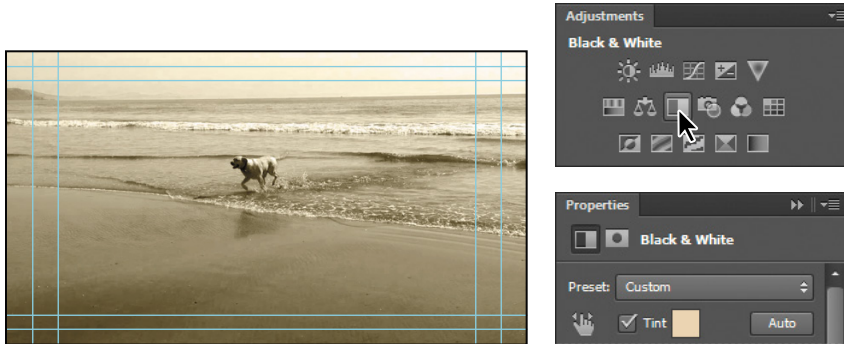 Adjustments
Black & White
Properties
Black & White
Preset: Custom
Tint
Auto